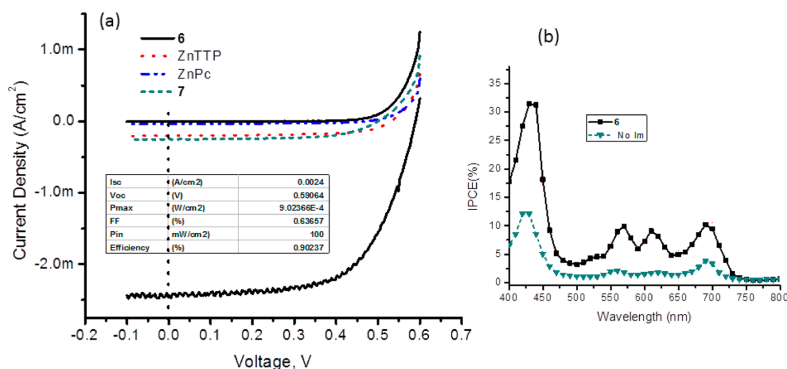 (a)
6
ZnTTP
ZnPc
7
1.0m
0.0
-1.0m
-2.0m
Current Density (A/cm²)
Isc (A/cm2) 0.0024
Voc (V) 0.59064
Pmax (W/cm2) 9.02366E-4
FF (%) 0.63657
Pin mW/cm2) 100
Efficiency (%) 0.90237
-0.1 0.0 0.1 0.2 0.3 0.4 0.5 0.6 0.7
Voltage, V
(b)
6
No Im
35
30
25
20
15
10
5
0
IPCE(%)
400 450 500 550 600 650 700 750 800
Wavelength (nm)